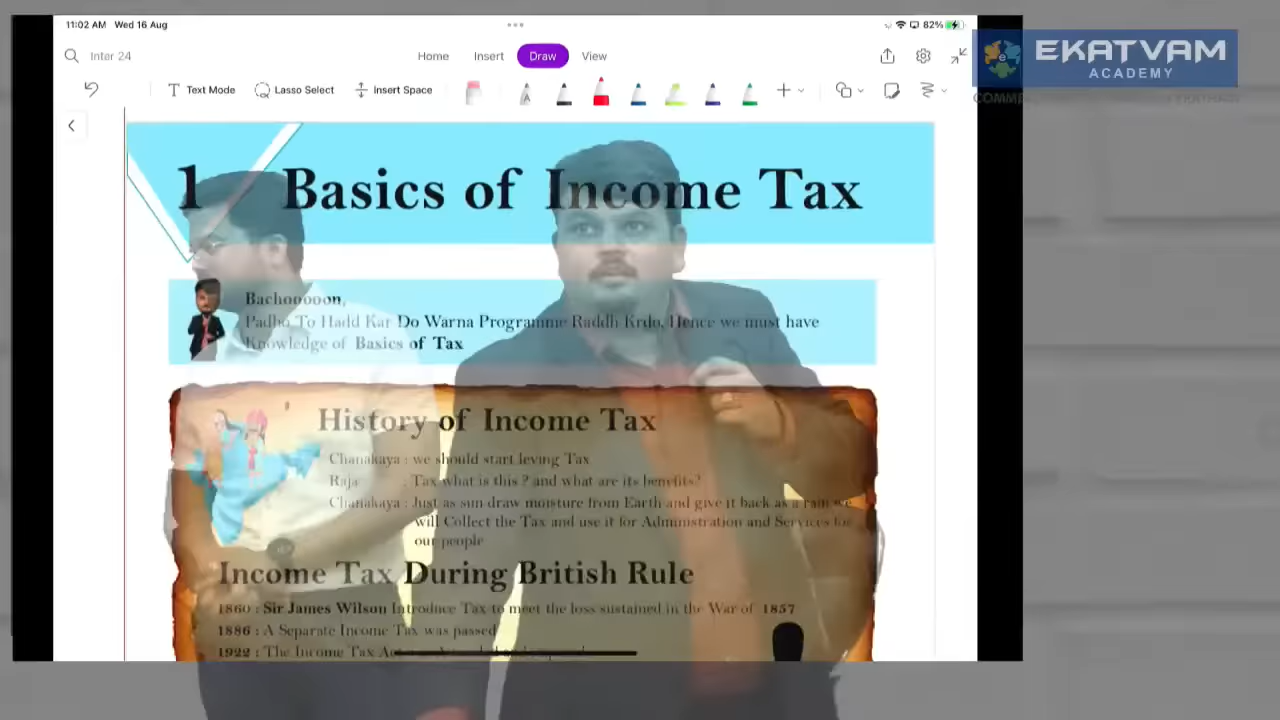 11:02 AM Wed 16 Aug
82%
Inter 24
Home Insert Draw View
Text Mode Lasso Select Insert Space
EKATVAM
ACADEMY
1 Basics of Income Tax
Bachooooon,
Padho To Hadd Kar Do Warna Programme Raddh Krdo, Hence we must have
Knowledge of Basics of Tax
History of Income Tax
Chanakaya : we should start leving Tax
Raja : Tax what is this ? and what are its benefits?
Chanakaya : Just as sun draw moisture from Earth and give it back as a rain we
will Collect the Tax and use it for Administration and Services for
our people
Income Tax During British Rule
1860 : Sir James Wilson Introduce Tax to meet the loss sustained in the War of 1857
1886 : A Separate Income Tax was passed
1922 : The Income Tax